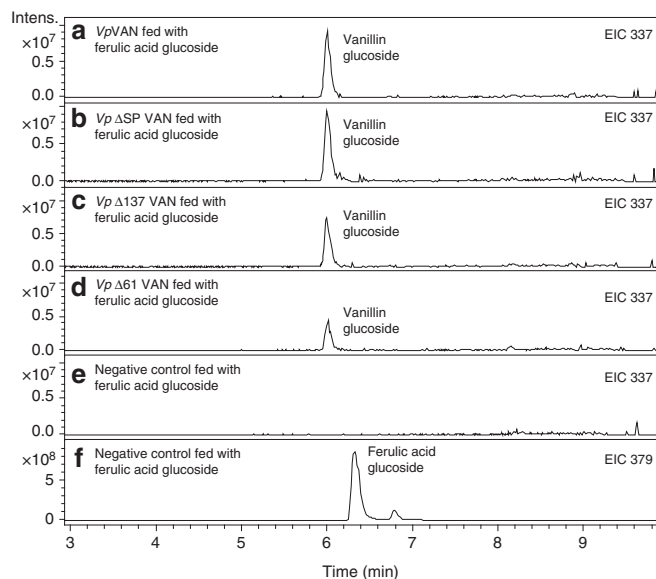 Intens.
×10⁷
0.5
0.0
a VpVAN fed with
ferulic acid glucoside
Vanillin
glucoside
EIC 337
×10⁷
0.5
0.0
b Vp ΔSP VAN fed with
ferulic acid glucoside
Vanillin
glucoside
EIC 337
×10⁷
0.5
0.0
c Vp Δ137 VAN fed with
ferulic acid glucoside
Vanillin
glucoside
EIC 337
×10⁷
0.5
0.0
d Vp Δ61 VAN fed with
ferulic acid glucoside
Vanillin
glucoside
EIC 337
×10⁷
0.5
0.0
e Negative control fed with
ferulic acid glucoside
EIC 337
×10⁸
5
0
f Negative control fed with
ferulic acid glucoside
Ferulic acid
glucoside
EIC 379
3 4 5 6 7 8 9
Time (min)